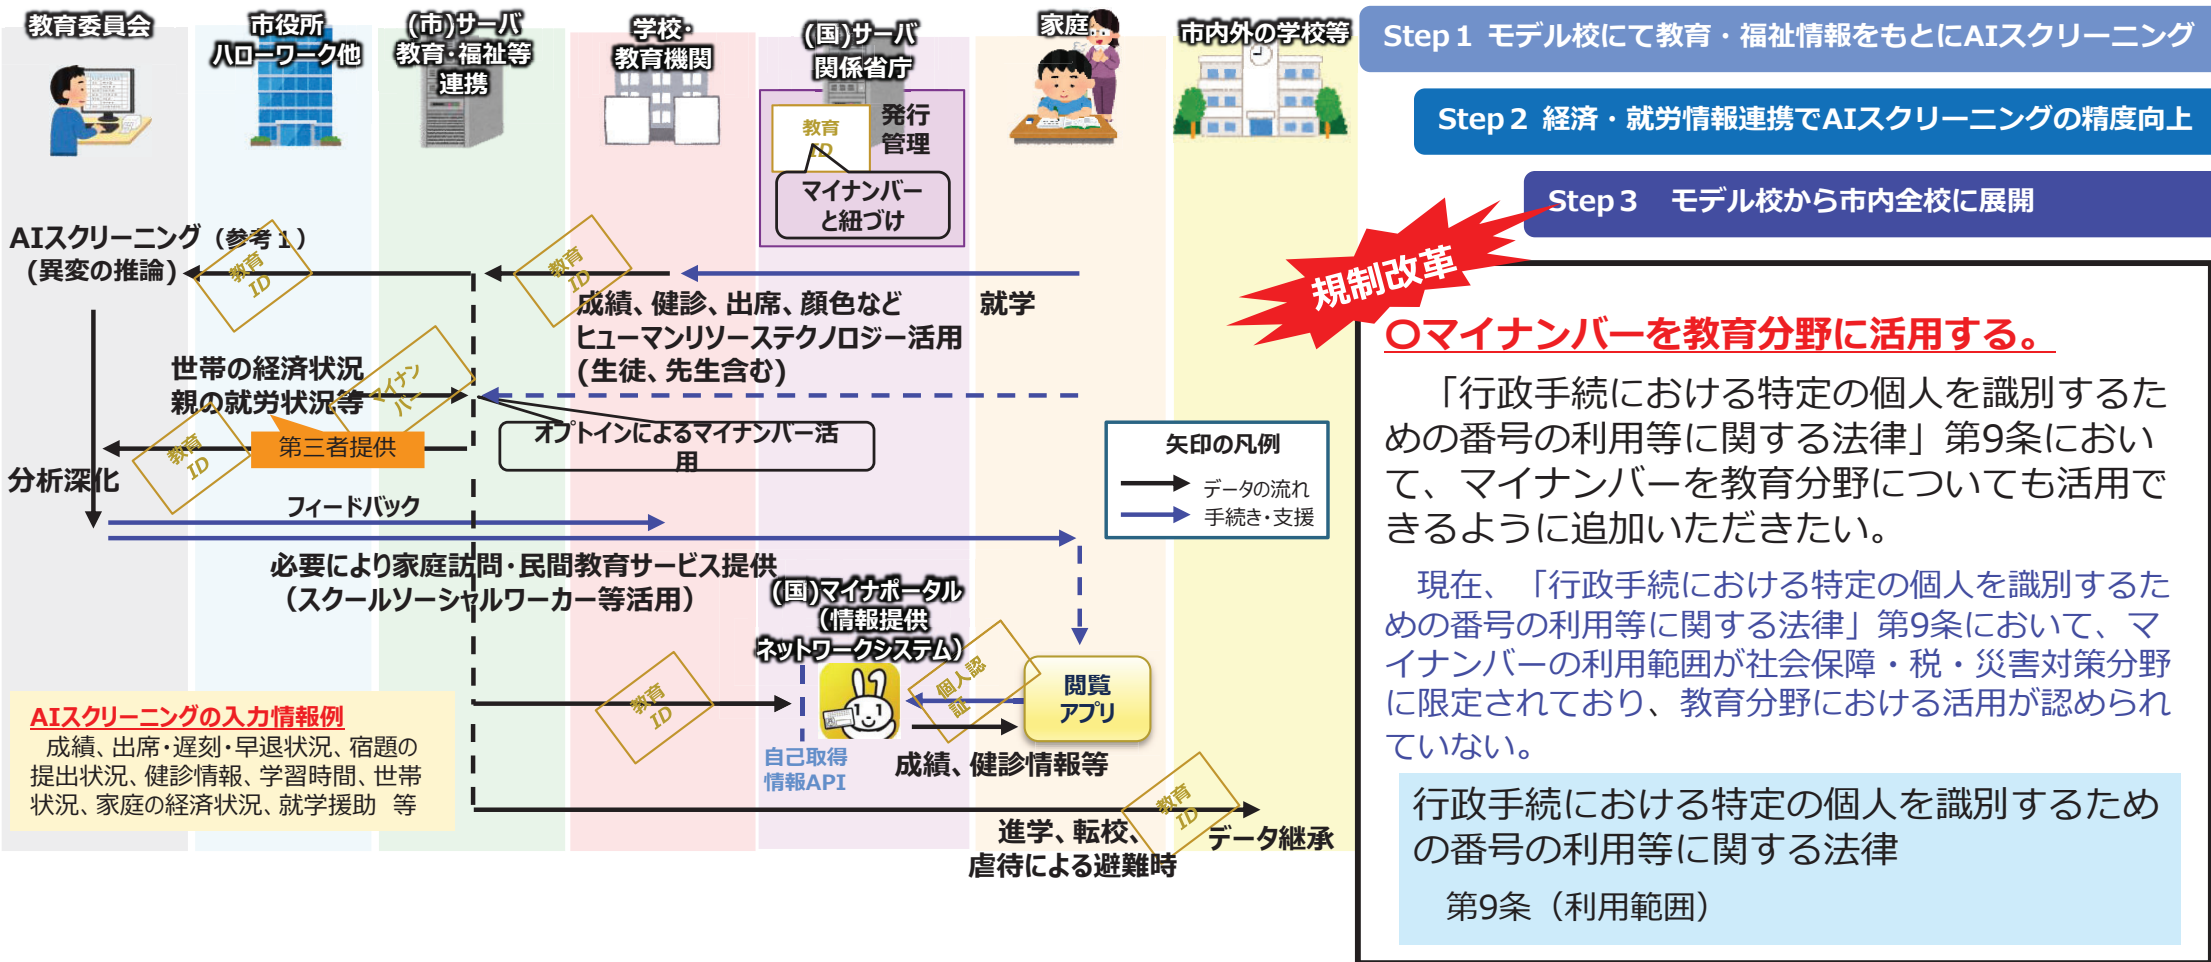 教育委員会
市役所
ハローワーク他
(市)サーバ
教育・福祉等
連携
学校・
教育機関
(国)サーバ
関係省庁
家庭
市内外の学校等
教育
ID
発行
管理
マイナンバー
と紐づけ
AIスクリーニング（参考１）
(異変の推論)
教育
ID
教育
ID
成績、健診、出席、顔色など
ヒューマンリソーステクノロジー活用
(生徒、先生含む)
就学
世帯の経済状況
親の就労状況等
マイナン
バー
オプトインによるマイナンバー活
用
第三者提供
教育
ID
分析深化
フィードバック
必要により家庭訪問・民間教育サービス提供
（スクールソーシャルワーカー等活用）
矢印の凡例
データの流れ
手続き・支援
(国)マイナポータル
（情報提供
ネットワークシステム）
教育
ID
個人認
証
閲覧
アプリ
自己取得
情報API
成績、健診情報等
教育
ID
進学、転校、
虐待による避難時
データ継承
AIスクリーニングの入力情報例
成績、出席・遅刻・早退状況、宿題の
提出状況、健診情報、学習時間、世帯
状況、家庭の経済状況、就学援助　等
Step１ モデル校にて教育・福祉情報をもとにAIスクリーニング
Step２ 経済・就労情報連携でAIスクリーニングの精度向上
Step３　モデル校から市内全校に展開
規制改革
〇マイナンバーを教育分野に活用する。
「行政手続における特定の個人を識別するた
めの番号の利用等に関する法律」第9条におい
て、マイナンバーを教育分野についても活用で
きるように追加いただきたい。
現在、「行政手続における特定の個人を識別するた
めの番号の利用等に関する法律」第9条において、マ
イナンバーの利用範囲が社会保障・税・災害対策分野
に限定されており、教育分野における活用が認められ
ていない。
行政手続における特定の個人を識別するため
の番号の利用等に関する法律
第9条（利用範囲）